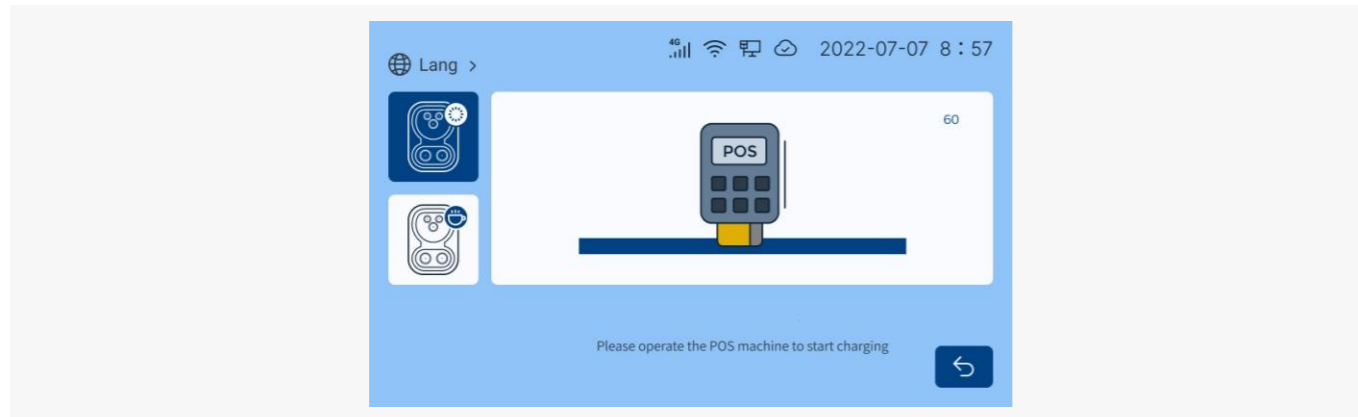 4G 2022-07-07 8：57
Lang >
60
POS
Please operate the POS machine to start charging